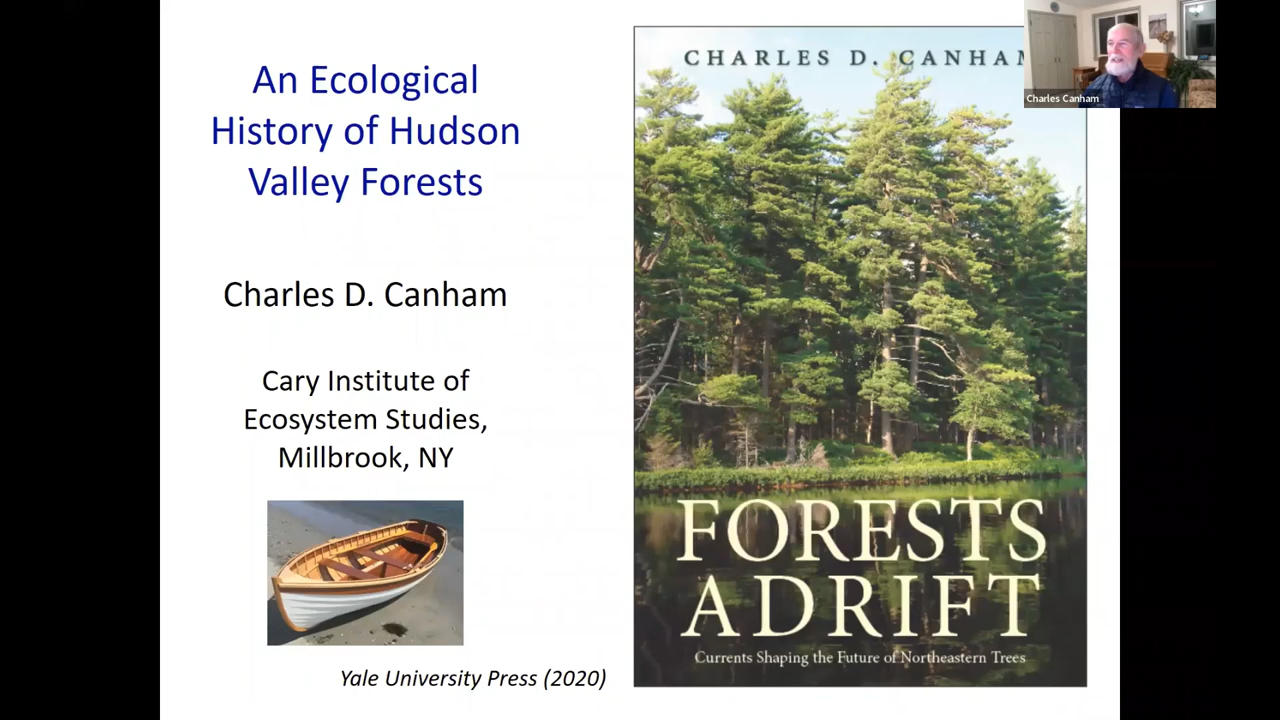 An Ecological
History of Hudson
Valley Forests
Charles D. Canham
Cary Institute of
Ecosystem Studies,
Millbrook, NY
Yale University Press (2020)
CHARLES D. CANHAM
FORESTS
ADRIFT
Currents Shaping the Future of Northeastern Trees
Charles Canham